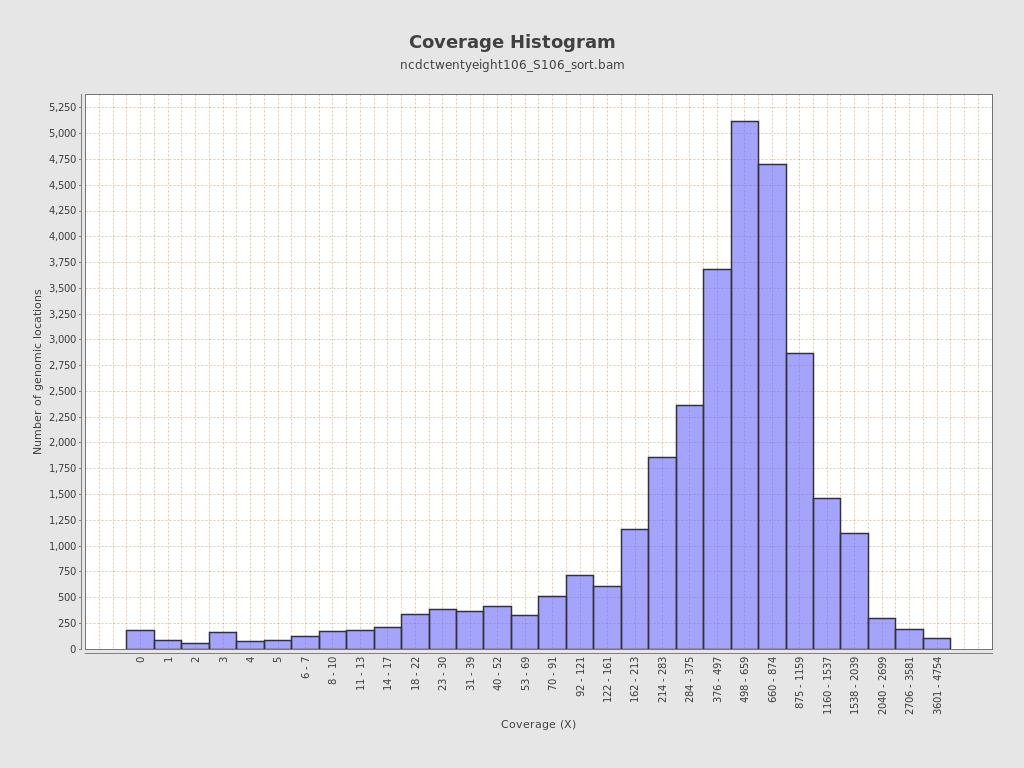 Coverage Histogram
ncdctwentyeight106_S106_sort.bam
Number of genomic locations
5,250
5,000
4,750
4,500
4,250
4,000
3,750
3,500
3,250
3,000
2,750
2,500
2,250
2,000
1,750
1,500
1,250
1,000
750
500
250
0
0
1
2
3
4
5
6 - 7
8 - 10
11 - 13
14 - 17
18 - 22
23 - 30
31 - 39
40 - 52
53 - 69
70 - 91
92 - 121
122 - 161
162 - 213
214 - 283
284 - 375
376 - 497
498 - 659
660 - 874
875 - 1159
1160 - 1537
1538 - 2039
2040 - 2699
2706 - 3581
3601 - 4754
Coverage (X)